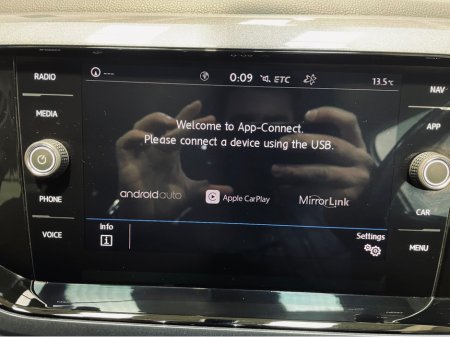 RADIO
---
0:09
ETC
13.5°C
NAV
MEDIA
APP
Welcome to App-Connect.
Please connect a device using the USB.
androidauto
Apple CarPlay
MirrorLink
PHONE
CAR
Info
Settings
VOICE
MENU